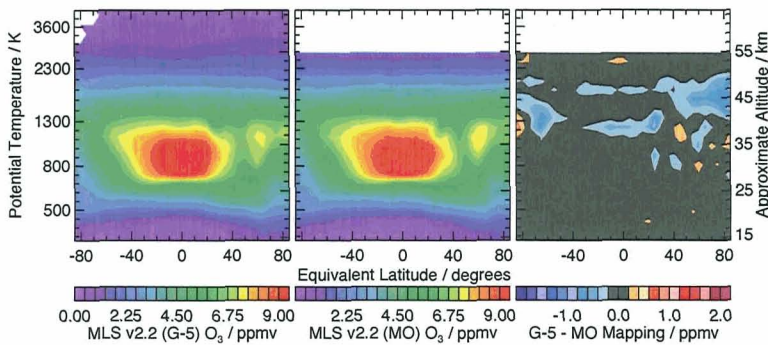 Potential Temperature / K
3600
2300
1300
800
500
-80 -40 0 40 80
-80 -40 0 40 80
-40 0 40 80
Equivalent Latitude / degrees
55
45
35
25
15
Approximate Altitude / km
0.00 2.25 4.50 6.75 9.00
MLS v2.2 (G-5) O₃ / ppmv
2.25 4.50 6.75 9.00
MLS v2.2 (MO) O₃ / ppmv
-1.0 0.0 1.0 2.0
G-5 - MO Mapping / ppmv